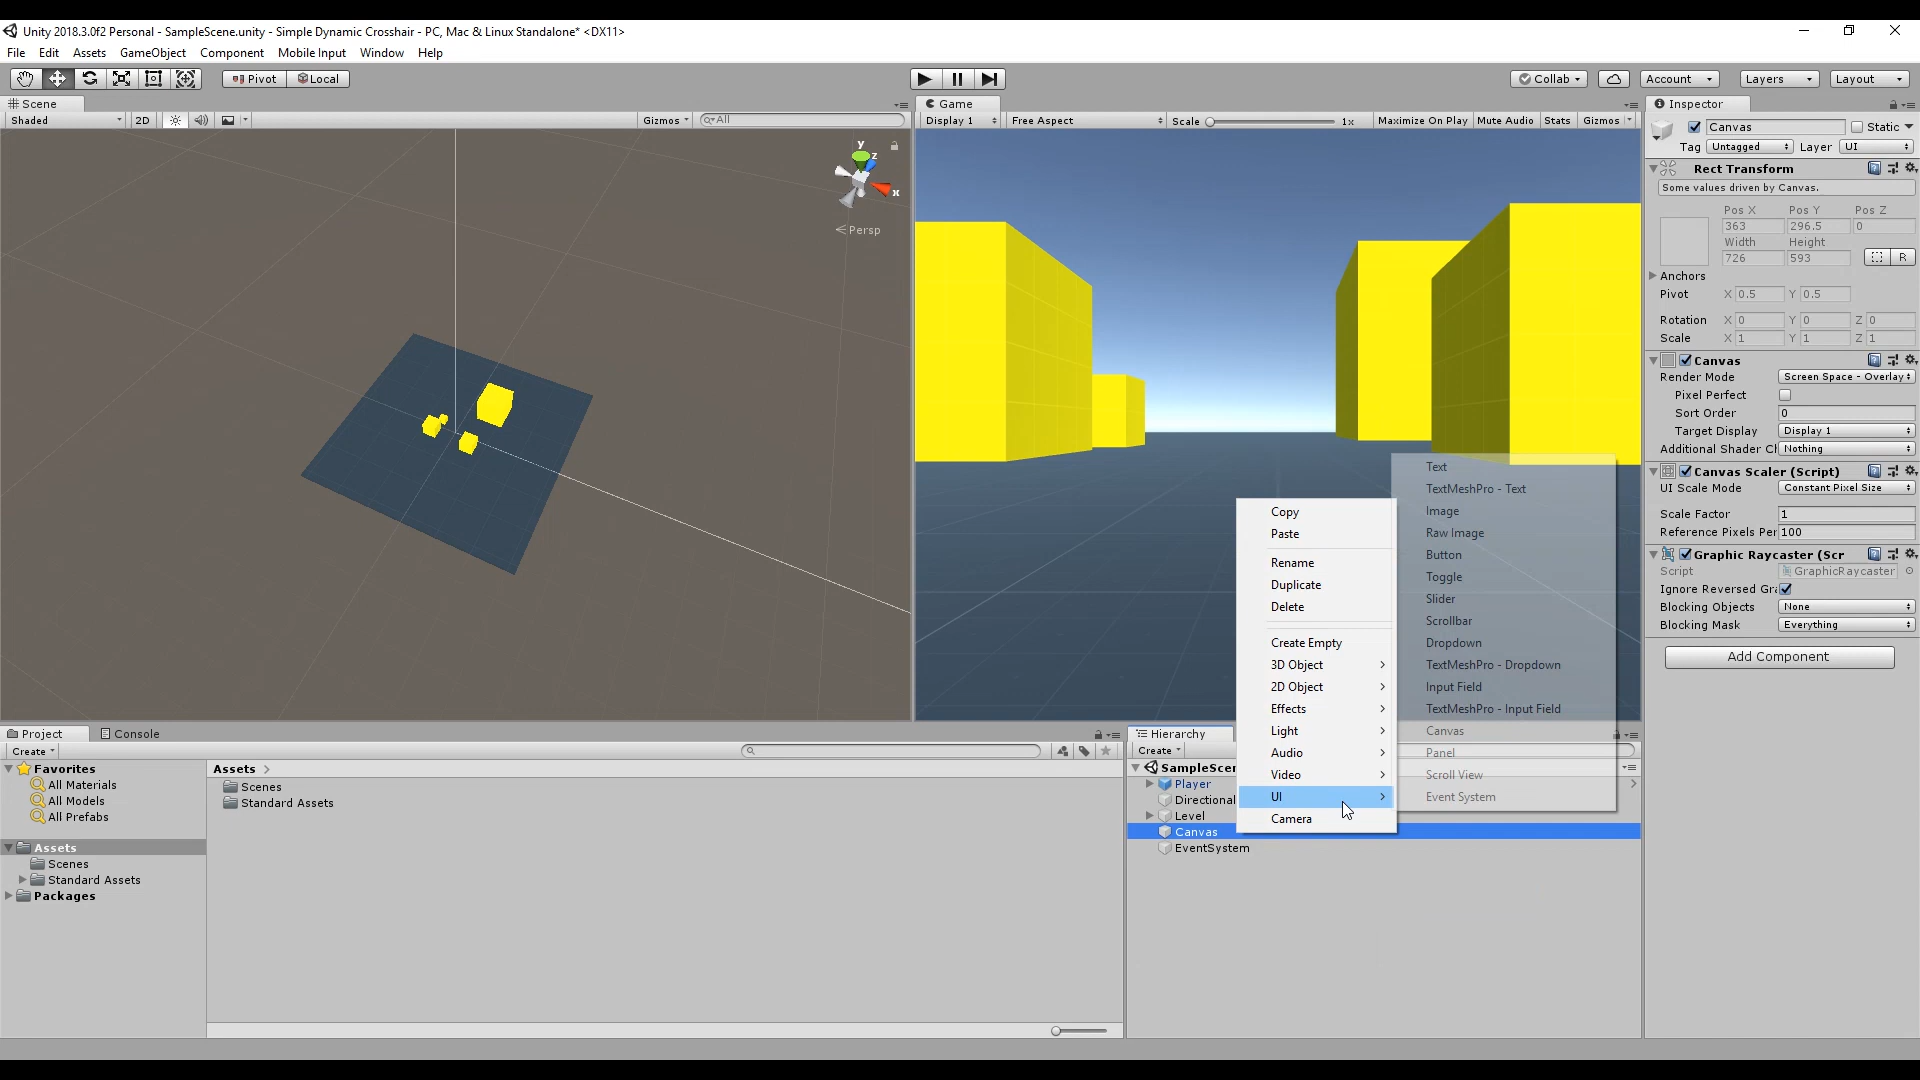 Unity 2018.3.0f2 Personal - SampleScene.unity - Simple Dynamic Crosshair - PC, Mac & Linux Standalone* <DX11>
File Edit Assets GameObject Component Mobile Input Window Help
Pivot Local Collab Account Layers Layout
Scene
Shaded 2D Gizmos All
y
z
x
Persp
Game
Display 1 Free Aspect Scale 1x Maximize On Play Mute Audio Stats Gizmos
Inspector
Canvas Static
Tag Untagged Layer UI
Rect Transform
Some values driven by Canvas.
Pos X Pos Y Pos Z
363 296.5 0
Width Height
726 593 R
Anchors
Pivot X 0.5 Y 0.5
Rotation X 0 Y 0 Z 0
Scale X 1 Y 1 Z 1
Canvas
Render Mode Screen Space - Overlay
Pixel Perfect
Sort Order 0
Target Display Display 1
Additional Shader Ch Nothing
Canvas Scaler (Script)
UI Scale Mode Constant Pixel Size
Scale Factor 1
Reference Pixels Per 100
Graphic Raycaster (Scr
Script GraphicRaycaster
Ignore Reversed Gra
Blocking Objects None
Blocking Mask Everything
Add Component
Copy
Paste
Rename
Duplicate
Delete
Create Empty
3D Object
2D Object
Effects
Light
Audio
Video
UI
Camera
Text
TextMeshPro - Text
Image
Raw Image
Button
Toggle
Slider
Scrollbar
Dropdown
TextMeshPro - Dropdown
Input Field
TextMeshPro - Input Field
Canvas
Panel
Scroll View
Event System
Project Console
Create
Favorites
All Materials
All Models
All Prefabs
Assets
Scenes
Standard Assets
Packages
Assets
Scenes
Standard Assets
Hierarchy
Create
SampleScen
Player
Directional
Level
Canvas
EventSystem